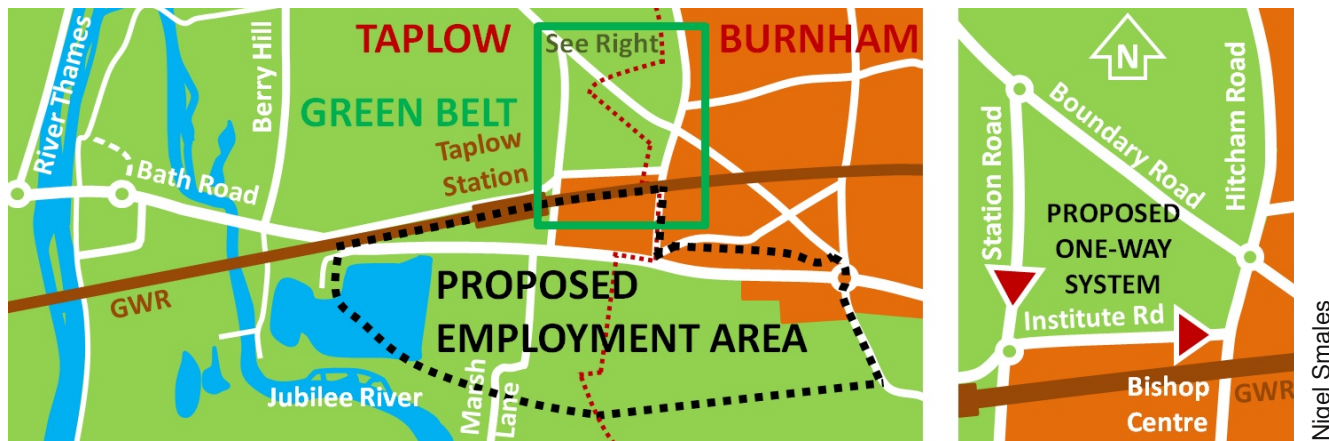 TAPLOW
See Right
BURNHAM
GREEN BELT
River Thames
Berry Hill
Taplow
Station
Bath Road
GWR
PROPOSED
EMPLOYMENT AREA
Jubilee River
Marsh
Lane
N
Station Road
Boundary Road
Hitcham Road
PROPOSED
ONE-WAY
SYSTEM
Institute Rd
Bishop
Centre
GWR
Nigel Smales